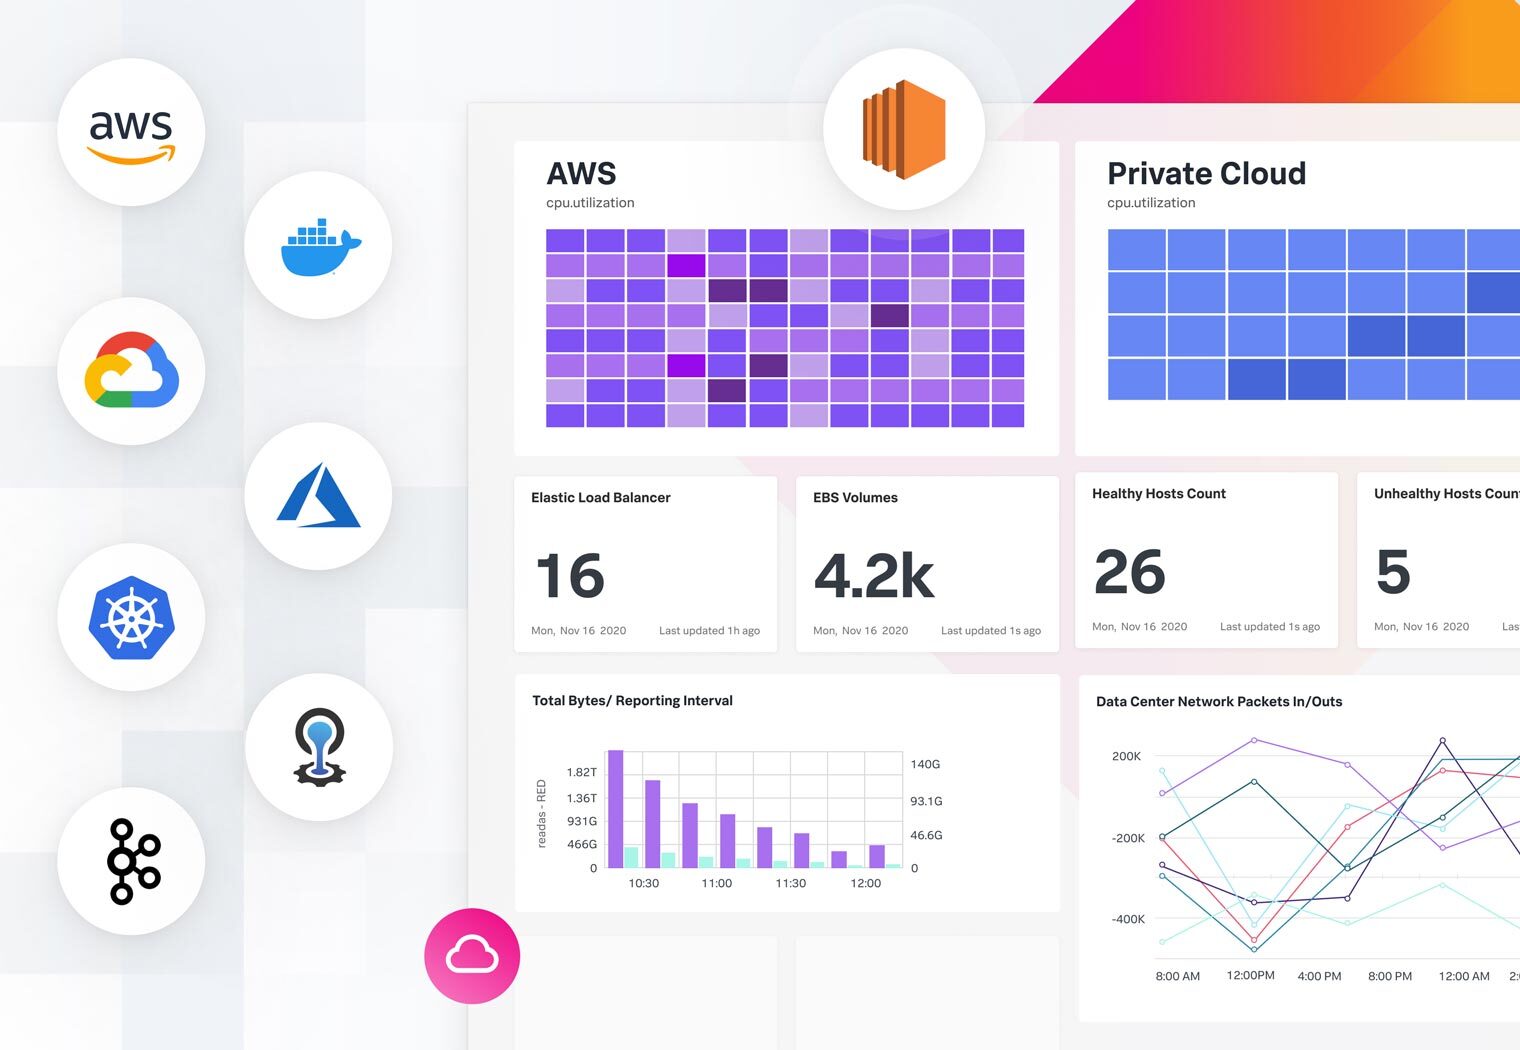 aws
AWS
cpu.utilization
Private Cloud
cpu.utilization
Elastic Load Balancer
16
Mon, Nov 16 2020 Last updated 1h ago
EBS Volumes
4.2k
Mon, Nov 16 2020 Last updated 1s ago
Healthy Hosts Count
26
Mon, Nov 16 2020 Last updated 1s ago
Unhealthy Hosts Coun
5
Mon, Nov 16 2020 Las
Total Bytes/ Reporting Interval
readas - RED
1.82T
1.36T
931G
466G
0
140G
93.1G
46.6G
0
10:30 11:00 11:30 12:00
Data Center Network Packets In/Outs
200K
-200K
-400K
8:00 AM 12:00PM 4:00 PM 8:00 PM 12:00 AM 2: